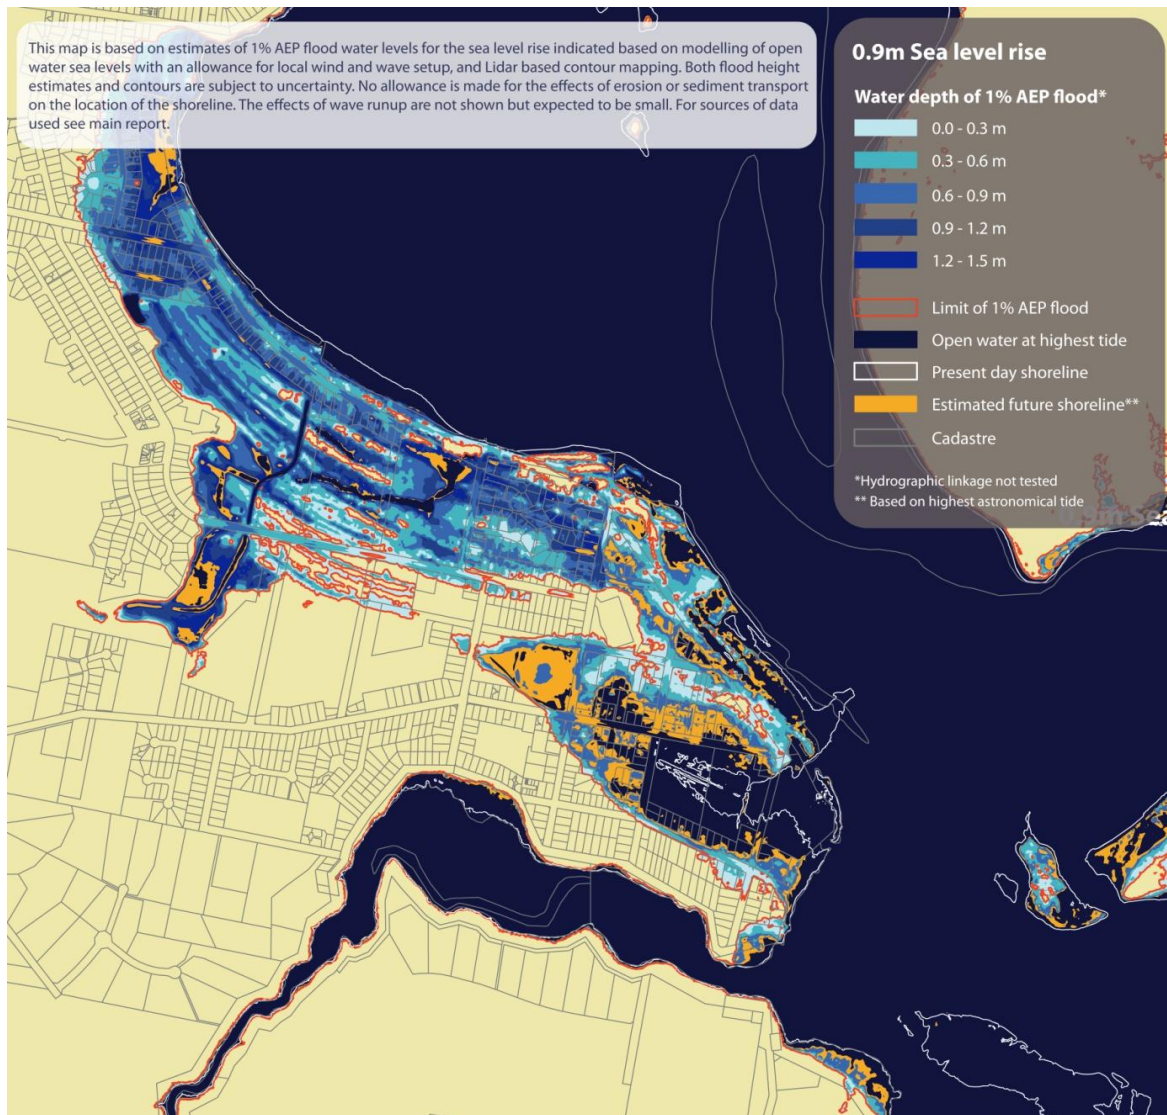 This map is based on estimates of 1% AEP flood water levels for the sea level rise indicated based on modelling of open
water sea levels with an allowance for local wind and wave setup, and Lidar based contour mapping. Both flood height
estimates and contours are subject to uncertainty. No allowance is made for the effects of erosion or sediment transport
on the location of the shoreline. The effects of wave runup are not shown but expected to be small. For sources of data
used see main report.
0.9m Sea level rise
Water depth of 1% AEP flood*
0.0 - 0.3 m
0.3 - 0.6 m
0.6 - 0.9 m
0.9 - 1.2 m
1.2 - 1.5 m
Limit of 1% AEP flood
Open water at highest tide
Present day shoreline
Estimated future shoreline**
Cadastre
*Hydrographic linkage not tested
** Based on highest astronomical tide